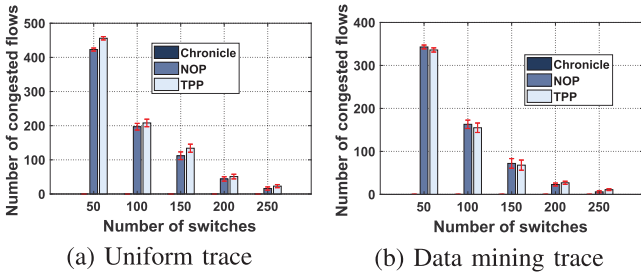 Number of congested flows
500
400
300
200
100
0
Chronicle
NOP
TPP
50 100 150 200 250
Number of switches
(a) Uniform trace
Number of congested flows
400
300
200
100
0
Chronicle
NOP
TPP
50 100 150 200 250
Number of switches
(b) Data mining trace